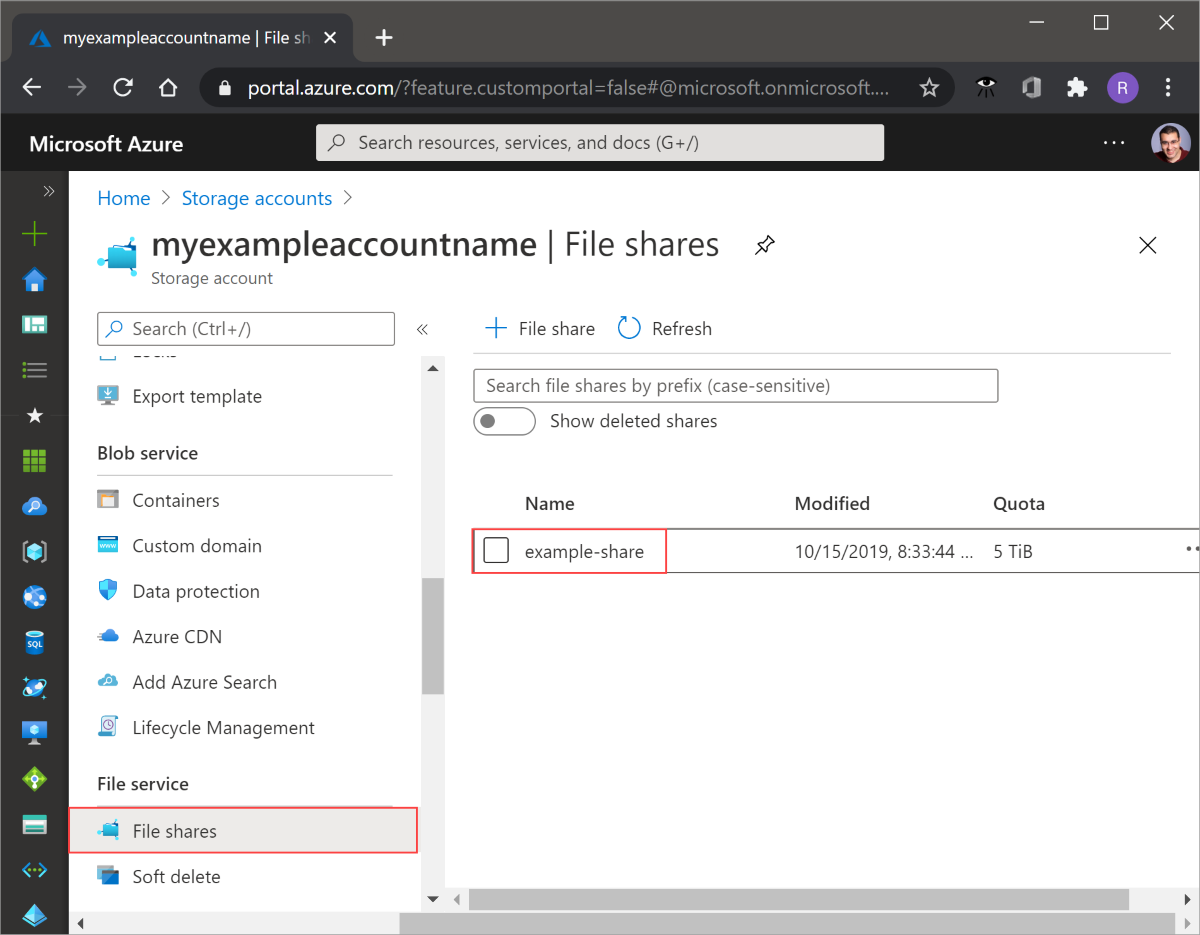 myexampleaccountname | File sh
portal.azure.com/?feature.customportal=false#@microsoft.onmicrosoft....
R
Microsoft Azure
Search resources, services, and docs (G+/)
Home > Storage accounts >
myexampleaccountname | File shares
Storage account
Search (Ctrl+/)
«
File share
Refresh
Locks
Export template
Search file shares by prefix (case-sensitive)
Show deleted shares
Blob service
Containers
Custom domain
Data protection
Azure CDN
Add Azure Search
Lifecycle Management
File service
File shares
Soft delete
Name Modified Quota
example-share 10/15/2019, 8:33:44 ... 5 TiB
SQL
www